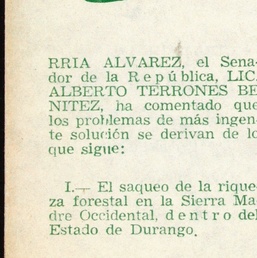 RRIA ALVAREZ, el Sena-
dor de la República, LIC.
ALBERTO TERRONES BE
NITEZ, ha comentado que
los problemas de más ingen-
te solución se derivan de lo
que sigue:
I.— El saqueo de la rique-
za forestal en la Sierra Ma
dre Occidental, dentro del
Estado de Durango.